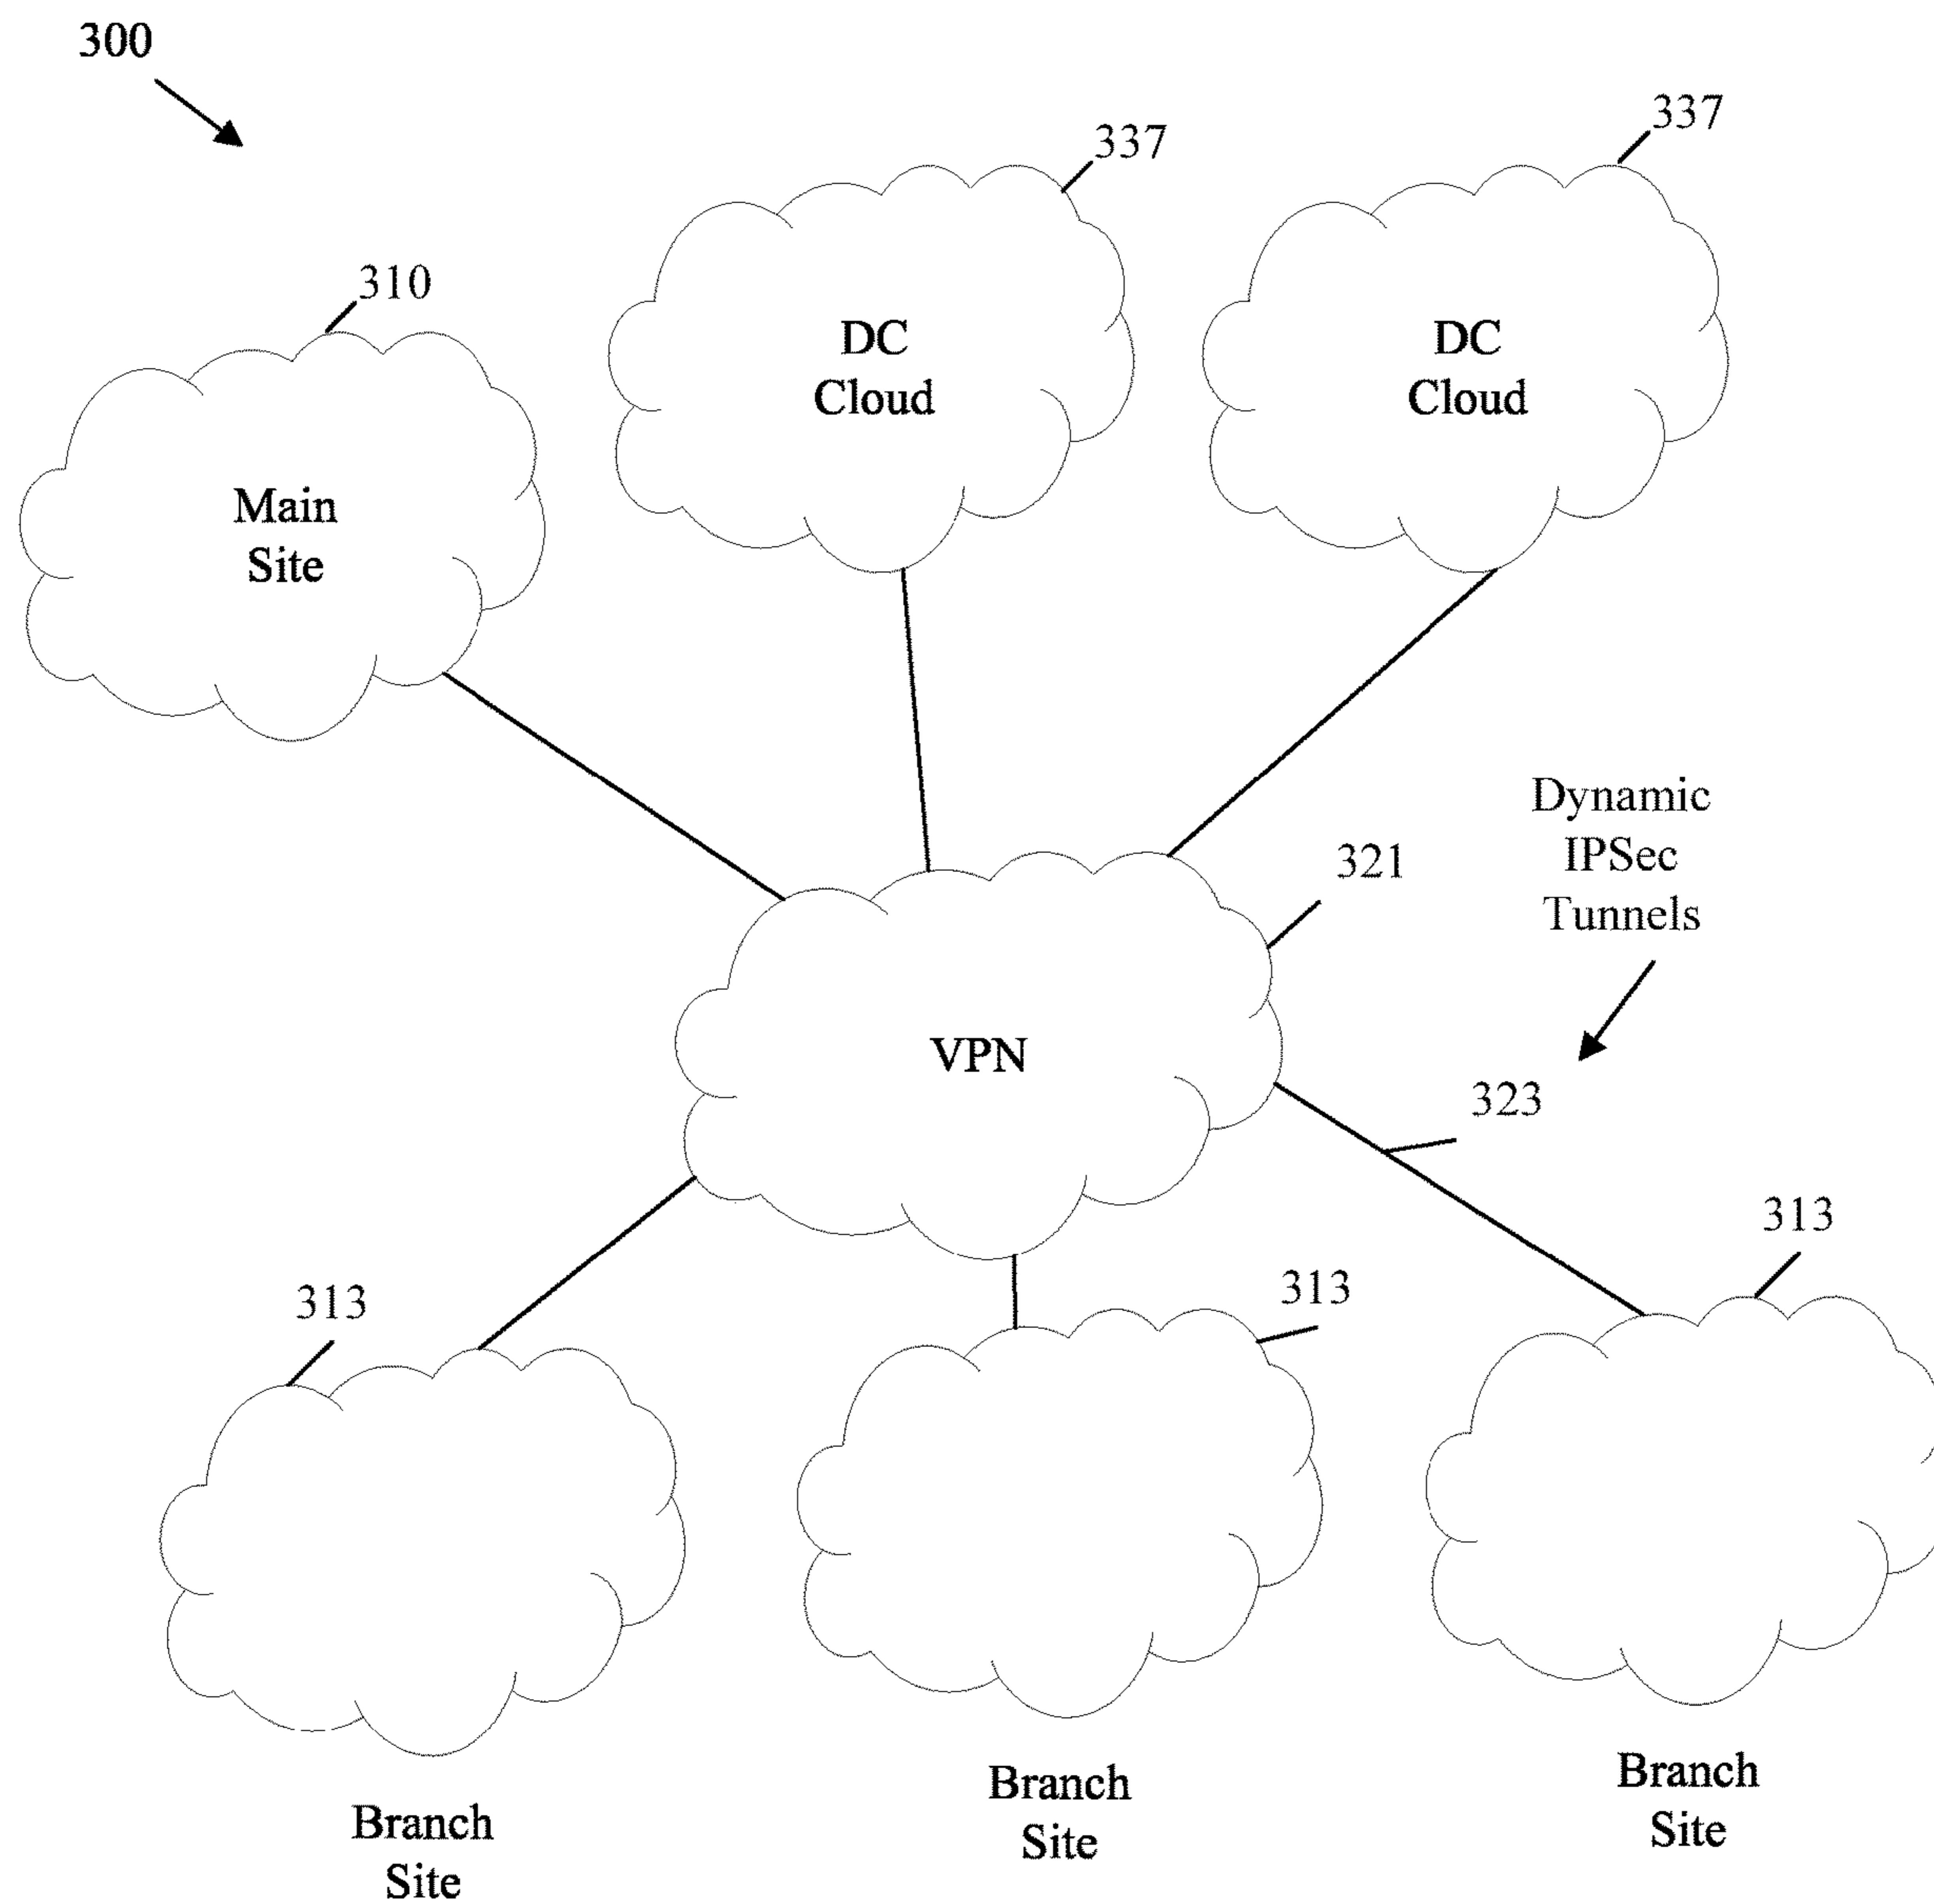 300
337
337
310
DC
Cloud
DC
Cloud
Main
Site
Dynamic
IPSec
Tunnels
321
VPN
323
313
313
313
Branch
Site
Branch
Site
Branch
Site